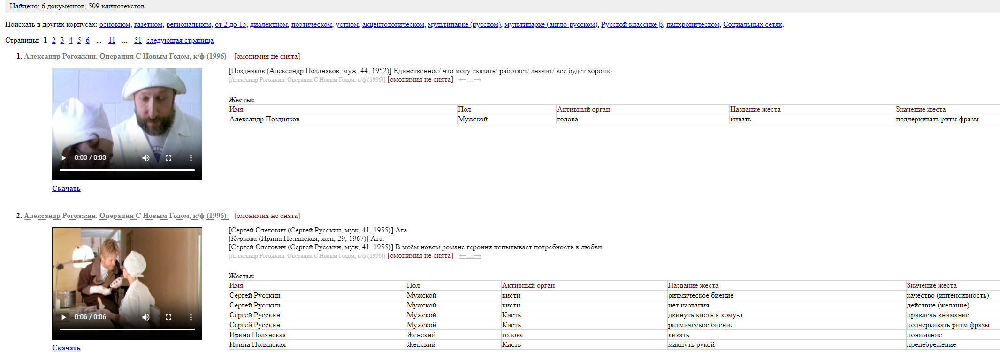 Найдено: 6 документов, 509 клипотекстов.
Поискать в других корпусах: основном, газетном, региональном, от 2 до 15, диалектном, поэтическом, устном, акцентологическом, мультипарке (русском), мультипарке (англо-русском), Русской классике β, панхроническом, Социальных сетях.
Страницы: 1 2 3 4 5 6 ... 11 ... 51 следующая страница
1. Александр Рогожкин. Операция С Новым Годом, к/ф (1996) [омонимия не снята]
[Поздняков (Александр Поздняков, муж, 44, 1952)] Единственное/ что могу сказать/ работает/ значит/ всё будет хорошо.
[Александр Рогожкин. Операция С Новым Годом, к/ф (1996)] [омонимия не снята] ←...→
Жесты:
Имя Пол Активный орган Название жеста Значение жеста
Александр Поздняков Мужской голова кивать подчеркивать ритм фразы
0:03 / 0:03
Скачать
2. Александр Рогожкин. Операция С Новым Годом, к/ф (1996) [омонимия не снята]
[Сергей Олегович (Сергей Русскин, муж, 41, 1955)] Ага.
[Куркова (Ирина Полянская, жен, 29, 1967)] Ага.
[Сергей Олегович (Сергей Русскин, муж, 41, 1955)] В моём новом романе героиня испытывает потребность в любви.
[Александр Рогожкин. Операция С Новым Годом, к/ф (1996)] [омонимия не снята] ←...→
Жесты:
Имя Пол Активный орган Название жеста Значение жеста
Сергей Русскин Мужской кисти ритмическое биение качество (интенсивность)
Сергей Русскин Мужской кисти нет названия действие (желание)
Сергей Русскин Мужской Кисть двинуть кисть к кому-л. привлечь внимание
Сергей Русскин Мужской Кисть ритмическое биение подчеркивать ритм фразы
Ирина Полянская Женский голова кивать понимание
Ирина Полянская Женский Кисть махнуть рукой пренебрежение
0:06 / 0:06
Скачать